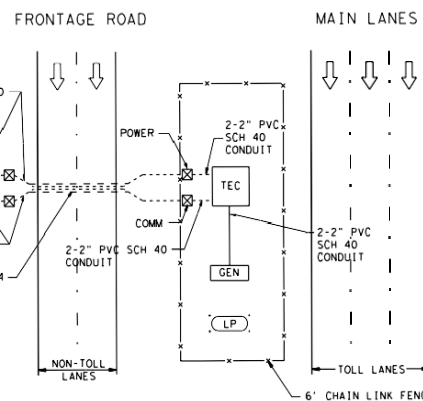 FRONTAGE ROAD
MAIN LANES
POWER
2-2" PVC
SCH 40
CONDUIT
TEC
COMM
2-2" PVC SCH 40
CONDUIT
2-2" PVC
SCH 40
CONDUIT
GEN
LP
NON-TOLL
LANES
TOLL LANES
6' CHAIN LINK FENC